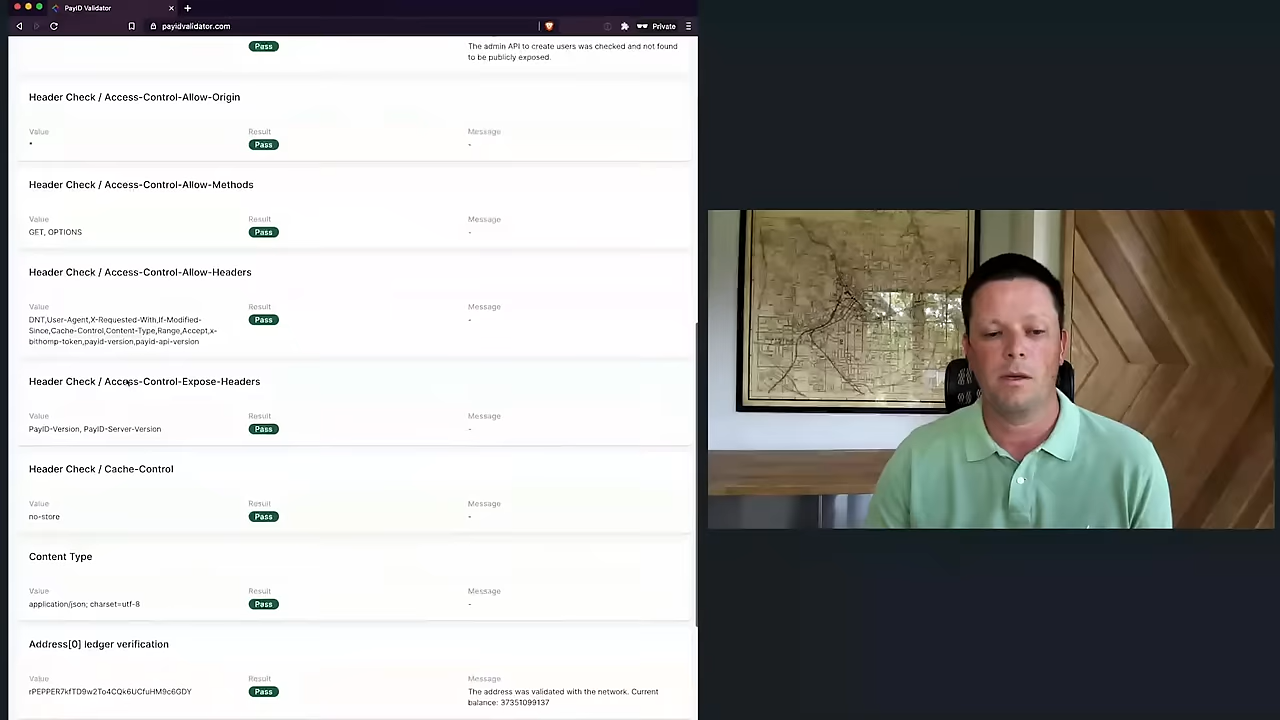 PayID Validator
payidvalidator.com
Private
Pass
The admin API to create users was checked and not found
to be publicly exposed.
Header Check / Access-Control-Allow-Origin
Value
Result
Message
*
Pass
-
Header Check / Access-Control-Allow-Methods
Value
Result
Message
GET, OPTIONS
Pass
-
Header Check / Access-Control-Allow-Headers
Value
Result
Message
DNT,User-Agent,X-Requested-With,If-Modified-
Since,Cache-Control,Content-Type,Range,Accept,x-
bithomp-token,payid-version,payid-api-version
Pass
-
Header Check / Access-Control-Expose-Headers
Value
Result
Message
PayID-Version, PayID-Server-Version
Pass
-
Header Check / Cache-Control
Value
Result
Message
no-store
Pass
-
Content Type
Value
Result
Message
application/json; charset=utf-8
Pass
-
Address[0] ledger verification
Value
Result
Message
rPEPPER7kfTD9w2To4CQk6UCfuHM9c6GDY
Pass
The address was validated with the network. Current
balance: 37351099137